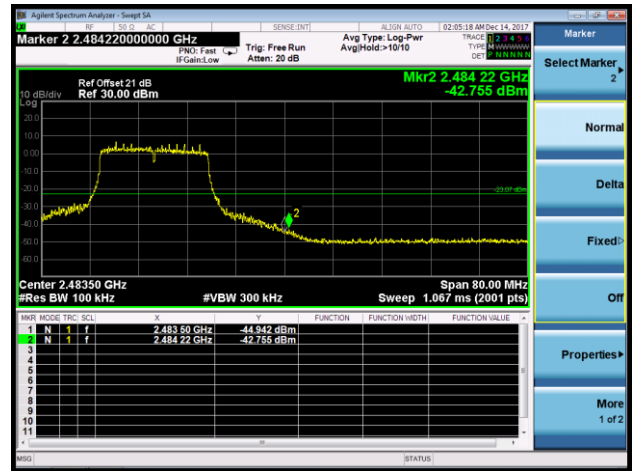 Agilent Spectrum Analyzer - Swept SA
RF 50 Ω AC SENSE:INT ALIGN AUTO 02:05:18 AM Dec 14, 2017
Marker 2 2.484220000000 GHz
PNO: Fast
IFGain:Low
Trig: Free Run
Atten: 20 dB
Avg Type: Log-Pwr
Avg|Hold:>10/10
TRACE 1 2 3 4 5 6
TYPE M WWWWW
DET P NNNNN
Ref Offset 21 dB
Ref 30.00 dBm
10 dB/div
Log
Mkr2 2.484 22 GHz
-42.755 dBm
20.0
10.0
0.00
-10.0
-20.0
-23.07 dBm
-30.0
-40.0
2
-50.0
-60.0
Center 2.48350 GHz
Span 80.00 MHz
#Res BW 100 kHz
#VBW 300 kHz
Sweep 1.067 ms (2001 pts)
MKR MODE TRC SCL X Y FUNCTION FUNCTION WIDTH FUNCTION VALUE
1 N 1 f 2.483 50 GHz -44.942 dBm
2 N 1 f 2.484 22 GHz -42.755 dBm
3
4
5
6
7
8
9
10
11
MSG
STATUS
Marker
Select Marker
2
Normal
Delta
Fixed
Off
Properties
More
1 of 2